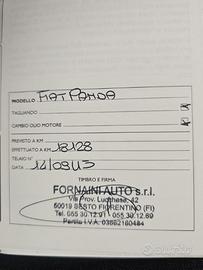 MODELLO FIAT PANDA
TAGLIANDO
CAMBIO OLIO MOTORE
PREVISTO A KM
EFFETTUATO A KM 18128
TELAIO N°
DATA 14/03/13
TIMBRO E FIRMA
FORNAINI AUTO s.r.l.
Via Prov. Lucchese, 42
50019 SESTO FIORENTINO (FI)
Tel. 055 30.12.91 - 055 30.12.69
Partita I.V.A. 03882160484